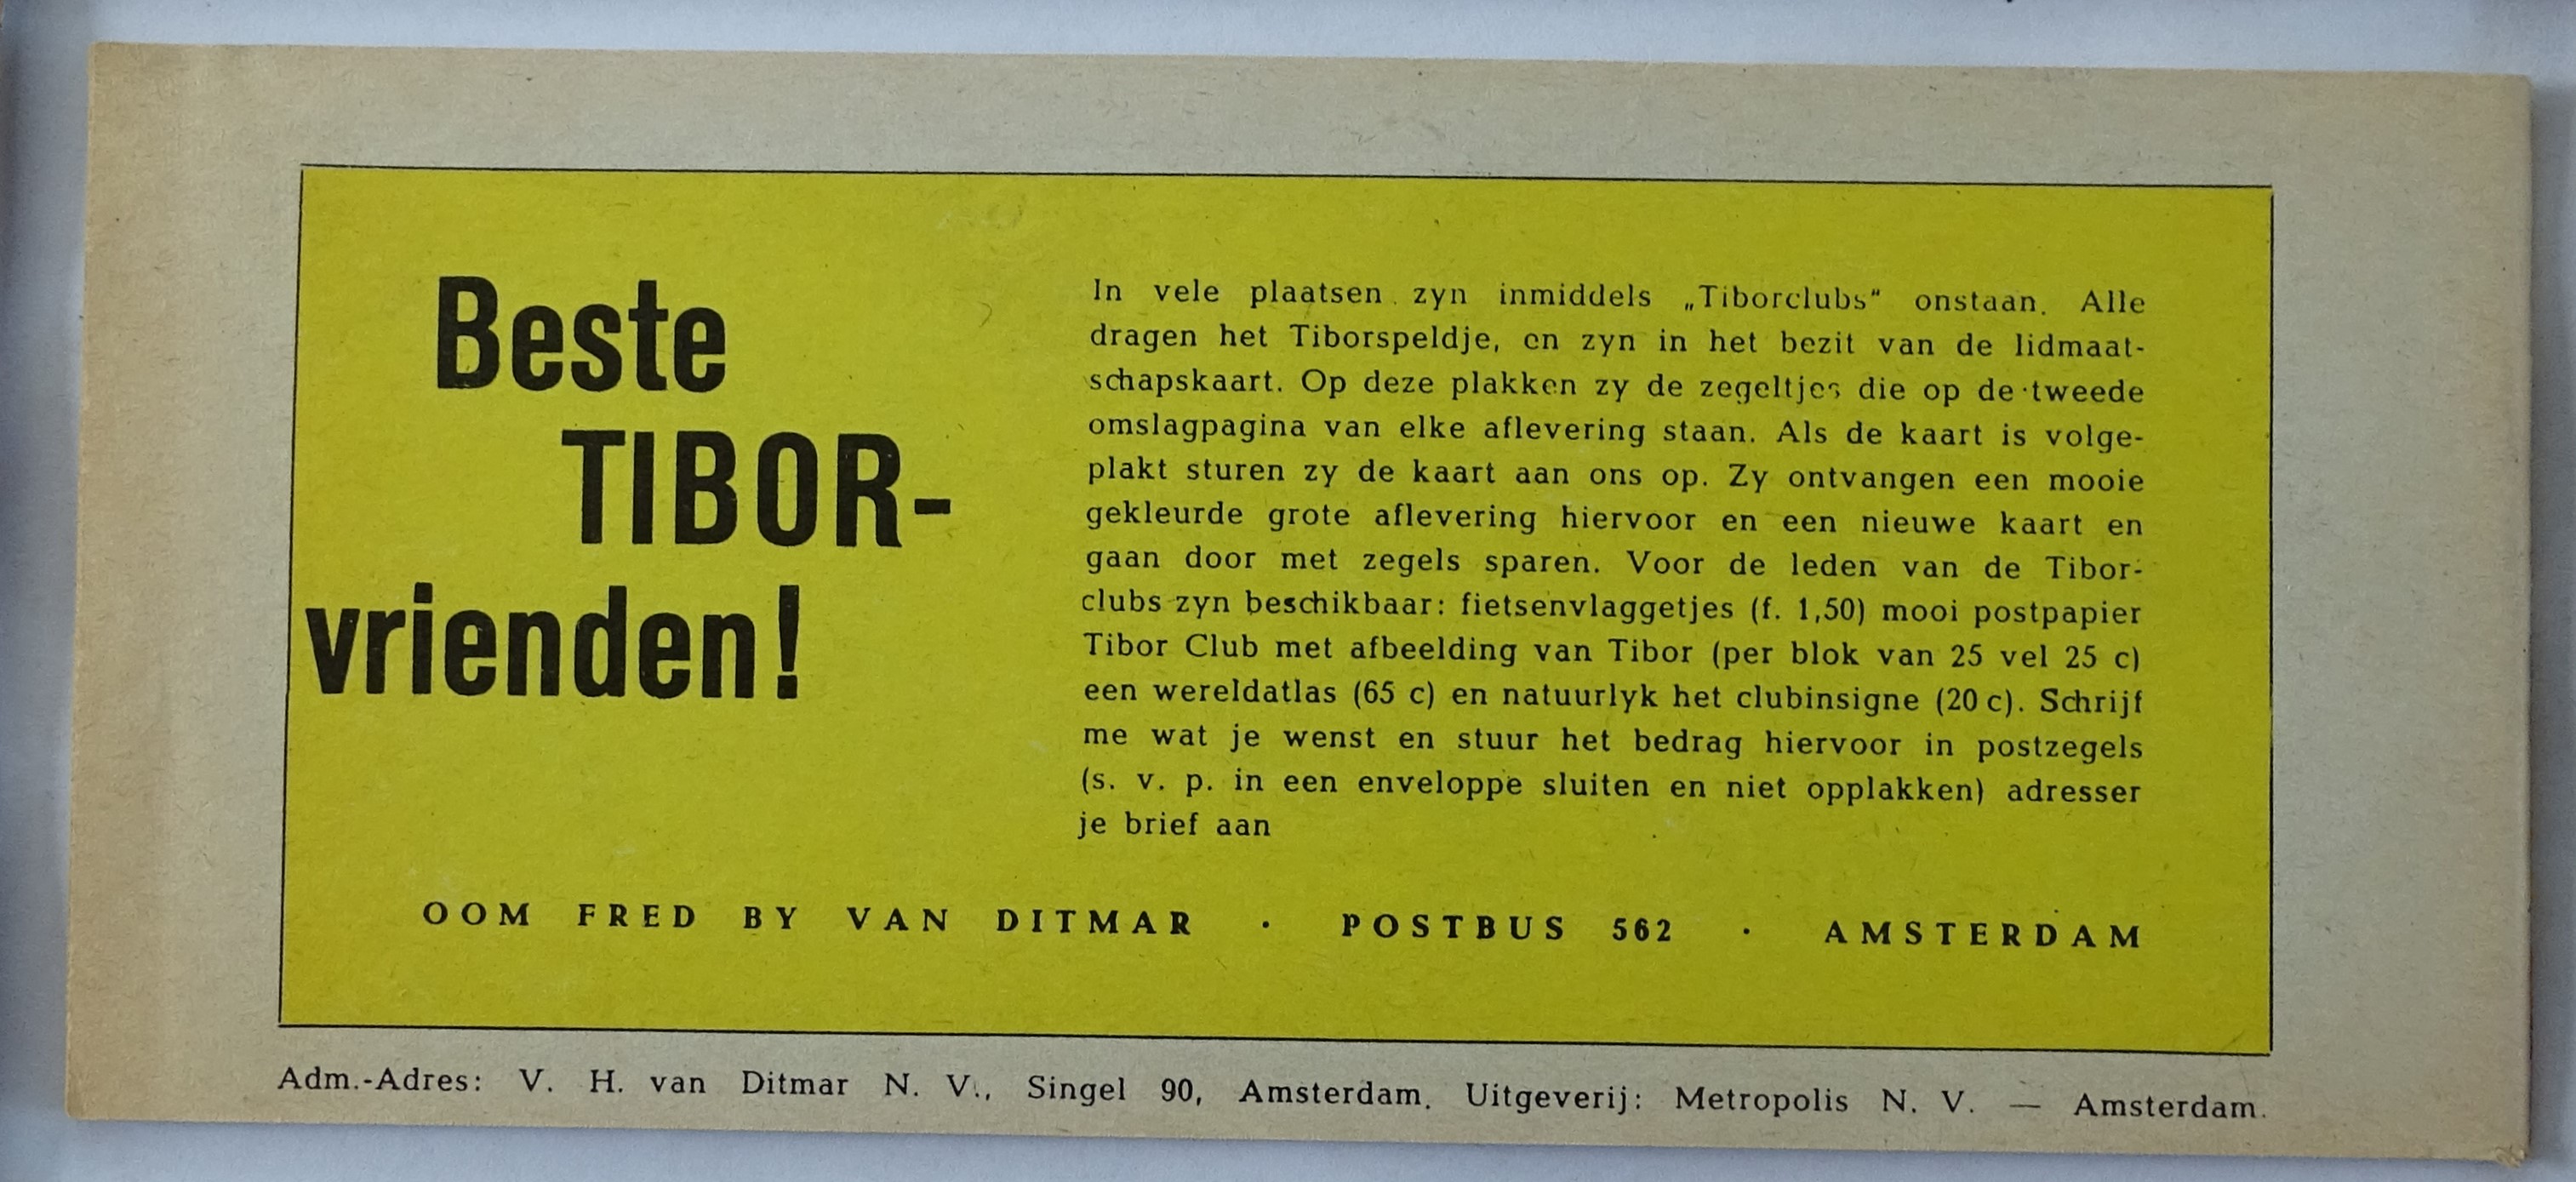 Beste
TIBOR-
vrienden!
In vele plaatsen zyn inmiddels „Tiborclubs" onstaan. Alle
dragen het Tiborspeldje, en zyn in het bezit van de lidmaat-
schapskaart. Op deze plakken zy de zegeltjes die op de tweede
omslagpagina van elke aflevering staan. Als de kaart is volge-
plakt sturen zy de kaart aan ons op. Zy ontvangen een mooie
gekleurde grote aflevering hiervoor en een nieuwe kaart en
gaan door met zegels sparen. Voor de leden van de Tibor-
clubs zyn beschikbaar: fietsenvlaggetjes (f. 1,50) mooi postpapier
Tibor Club met afbeelding van Tibor (per blok van 25 vel 25 c)
een wereldatlas (65 c) en natuurlyk het clubinsigne (20 c). Schrijf
me wat je wenst en stuur het bedrag hiervoor in postzegels
(s. v. p. in een enveloppe sluiten en niet opplakken) adresser
je brief aan
OOM FRED BY VAN DITMAR · POSTBUS 562 · AMSTERDAM
Adm.-Adres: V. H. van Ditmar N. V., Singel 90, Amsterdam. Uitgeverij: Metropolis N. V. — Amsterdam.